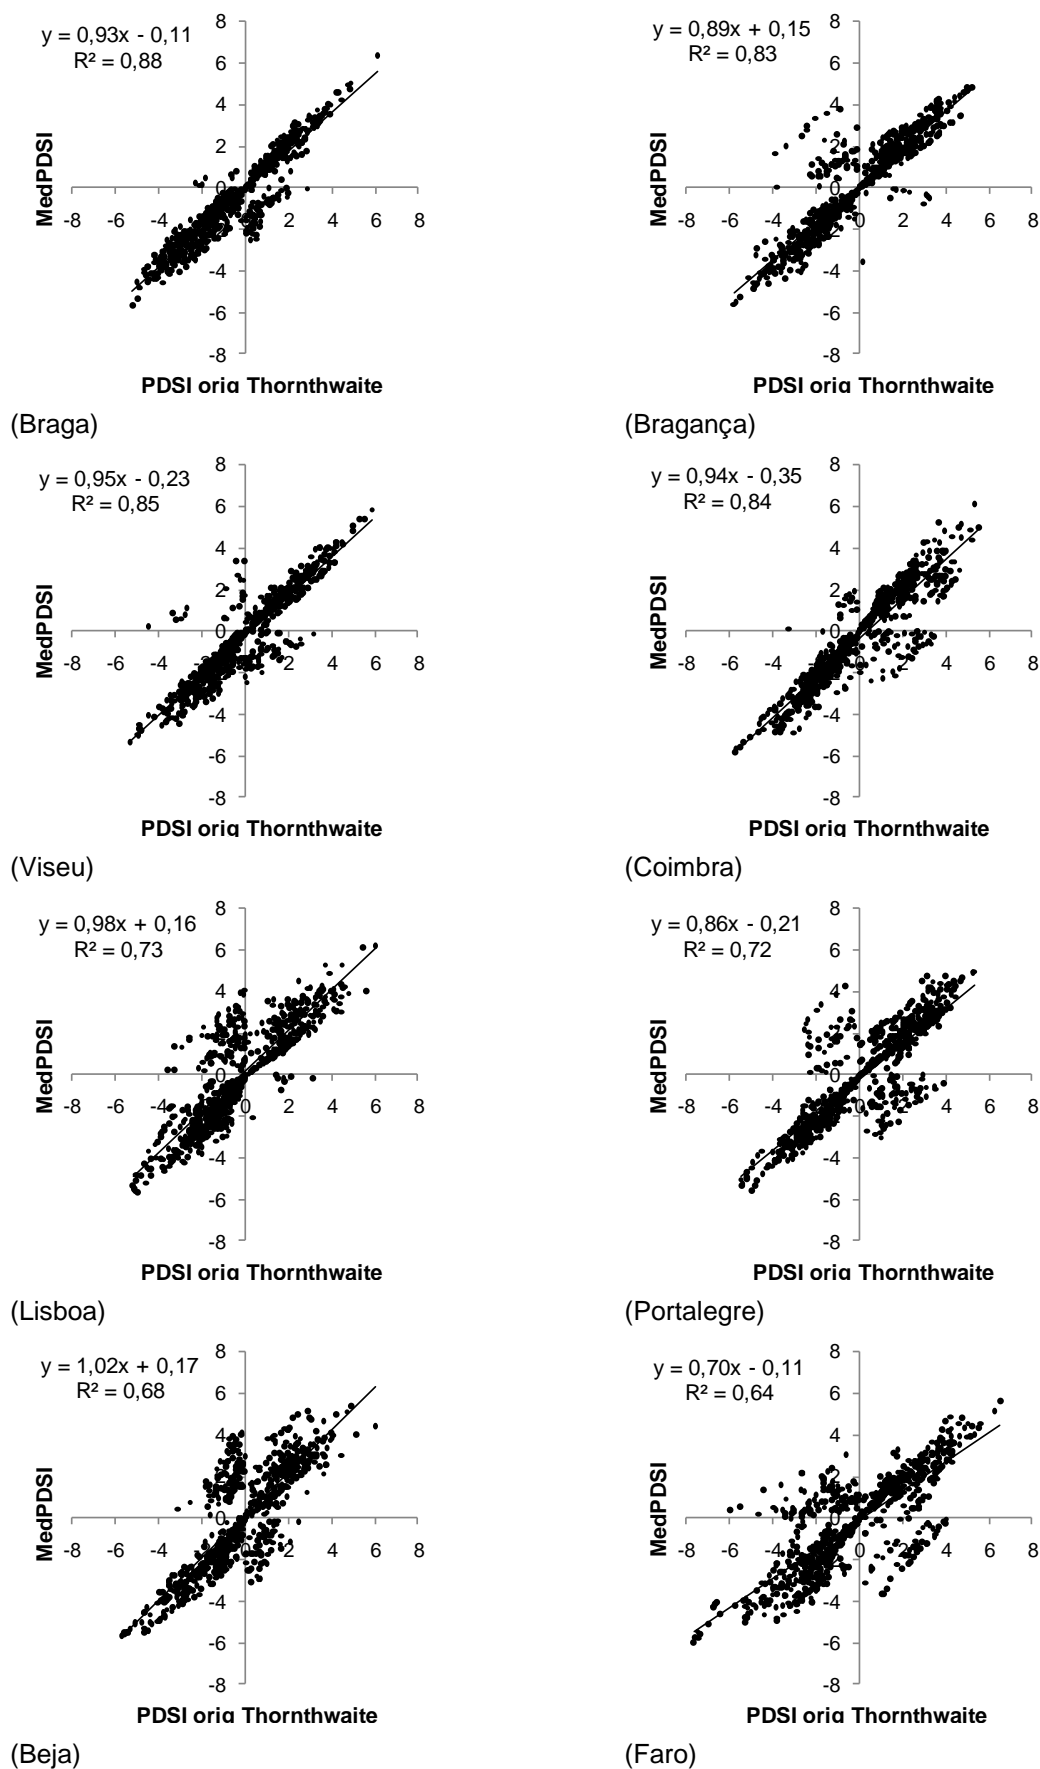 y = 0,93x - 0,11
R² = 0,88
8
6
4
2
0
-8 -6 -4 -2 0 2 4 6 8
-2
-4
-6
-8
MedPDSI
PDSI orig Thornthwaite
(Braga)
y = 0,89x + 0,15
R² = 0,83
8
6
4
2
0
-8 -6 -4 -2 0 2 4 6 8
-2
-4
-6
-8
MedPDSI
PDSI orig Thornthwaite
(Bragança)
y = 0,95x - 0,23
R² = 0,85
8
6
4
2
0
-8 -6 -4 -2 0 2 4 6 8
-2
-4
-6
-8
MedPDSI
PDSI orig Thornthwaite
(Viseu)
y = 0,94x - 0,35
R² = 0,84
8
6
4
2
0
-8 -6 -4 -2 0 2 4 6 8
-2
-4
-6
-8
MedPDSI
PDSI orig Thornthwaite
(Coimbra)
y = 0,98x + 0,16
R² = 0,73
8
6
4
2
0
-8 -6 -4 -2 0 2 4 6 8
-2
-4
-6
-8
MedPDSI
PDSI orig Thornthwaite
(Lisboa)
y = 0,86x - 0,21
R² = 0,72
8
6
4
2
0
-8 -6 -4 -2 0 2 4 6 8
-2
-4
-6
-8
MedPDSI
PDSI orig Thornthwaite
(Portalegre)
y = 1,02x + 0,17
R² = 0,68
8
6
4
2
0
-8 -6 -4 -2 0 2 4 6 8
-2
-4
-6
-8
MedPDSI
PDSI orig Thornthwaite
(Beja)
y = 0,70x - 0,11
R² = 0,64
8
6
4
2
0
-8 -6 -4 -2 0 2 4 6 8
-2
-4
-6
-8
MedPDSI
PDSI orig Thornthwaite
(Faro)